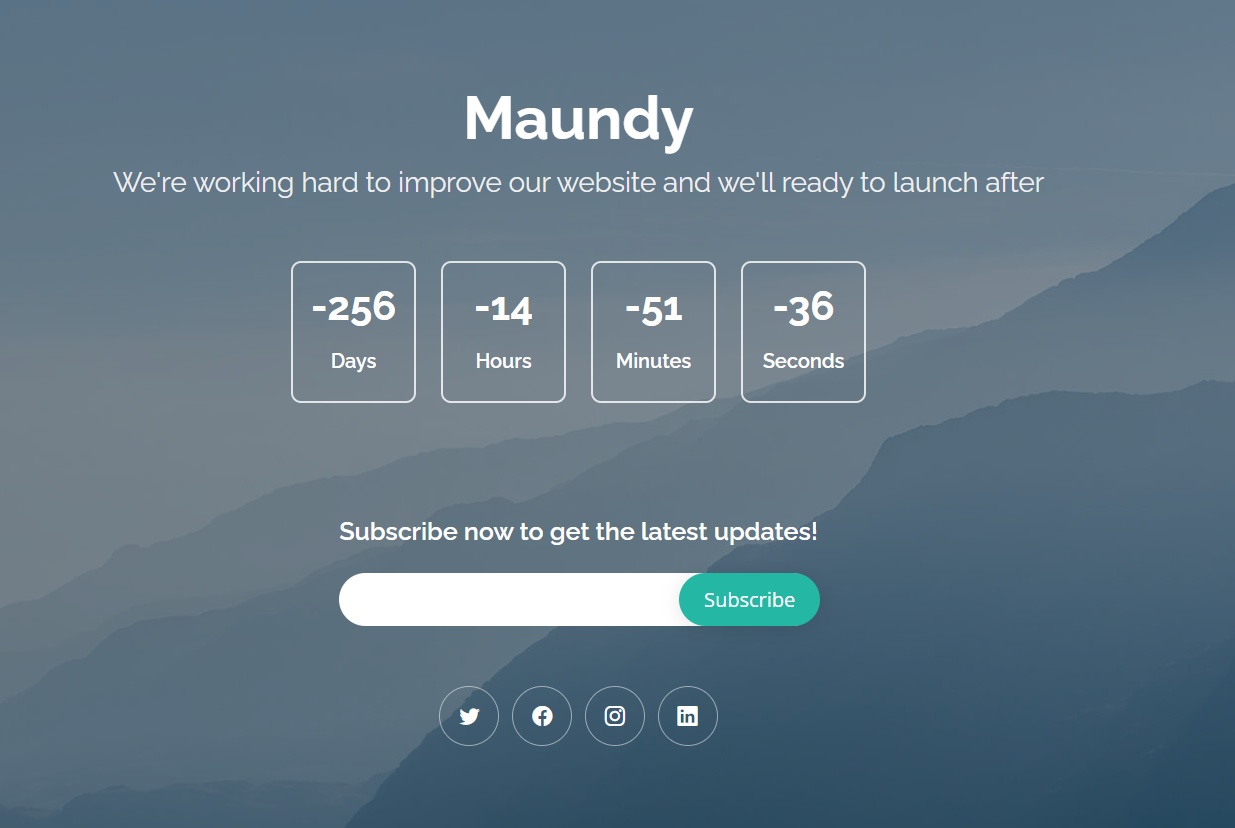 Maundy
We're working hard to improve our website and we'll ready to launch after
-256 -14 -51 -36
Days Hours Minutes Seconds
Subscribe now to get the latest updates!
Subscribe